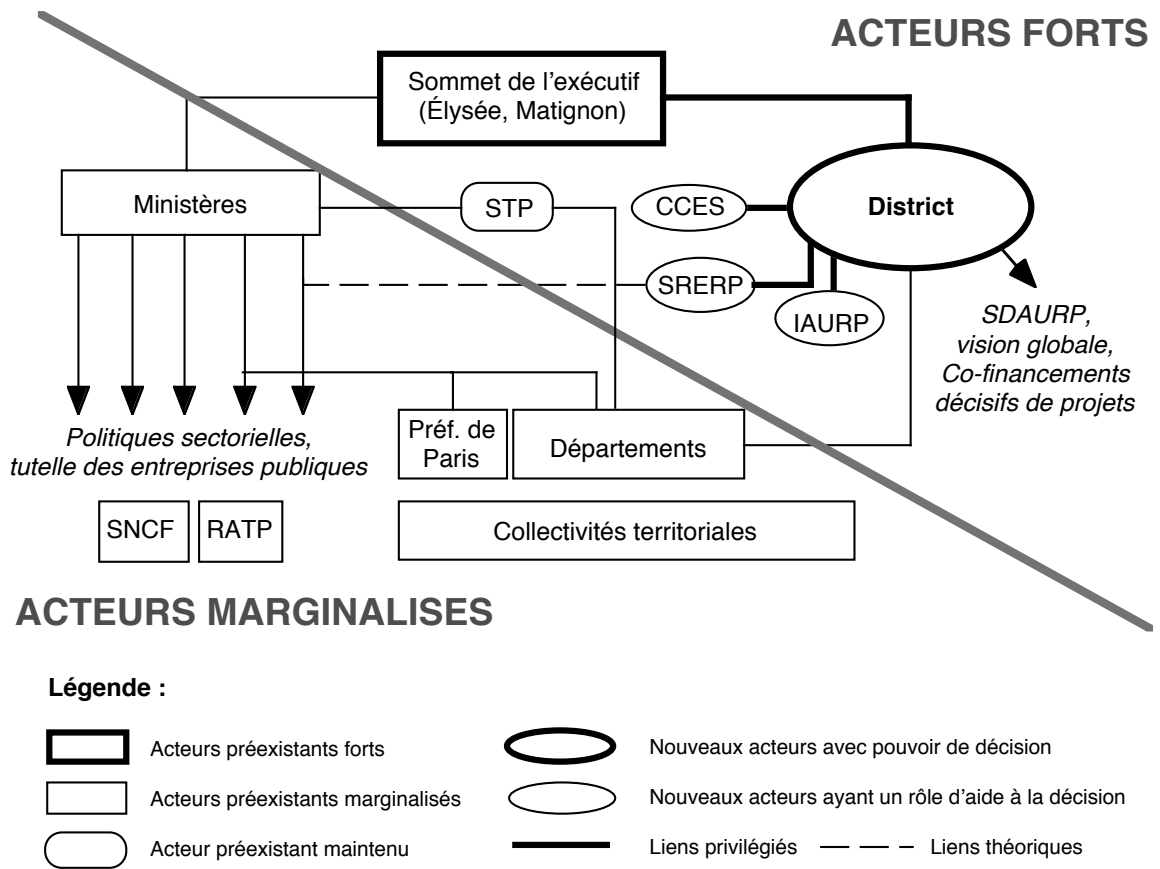 ACTEURS FORTS
Sommet de l'exécutif
(Élysée, Matignon)
Ministères
STP
CCES
District
SRERP
IAURP
SDAURP,
vision globale,
Co-financements
décisifs de projets
Politiques sectorielles,
tutelle des entreprises publiques
Préf. de
Paris
Départements
SNCF
RATP
Collectivités territoriales
ACTEURS MARGINALISES
Légende :
Acteurs préexistants forts
Nouveaux acteurs avec pouvoir de décision
Acteurs préexistants marginalisés
Nouveaux acteurs ayant un rôle d'aide à la décision
Acteur préexistant maintenu
Liens privilégiés
Liens théoriques